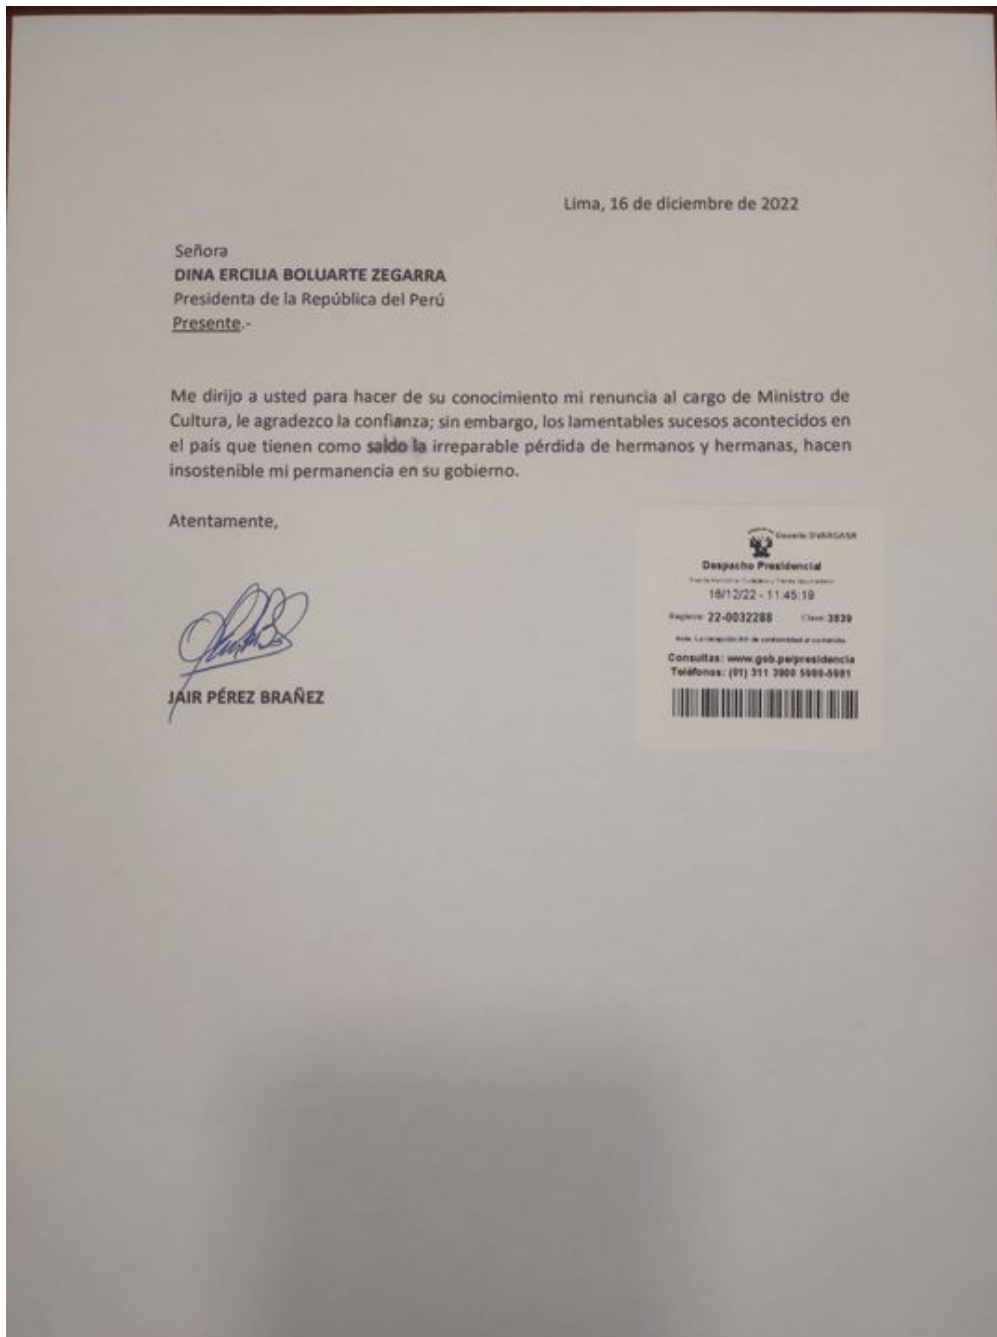 Lima, 16 de diciembre de 2022
Señora
DINA ERCILIA BOLUARTE ZEGARRA
Presidenta de la República del Perú
Presente.-
Me dirijo a usted para hacer de su conocimiento mi renuncia al cargo de Ministro de
Cultura, le agradezco la confianza; sin embargo, los lamentables sucesos acontecidos en
el país que tienen como saldo la irreparable pérdida de hermanos y hermanas, hacen
insostenible mi permanencia en su gobierno.
Atentamente,
JAIR PÉREZ BRAÑEZ
Despacho Presidencial
16/12/22 - 11:45:19
Registro: 22-0032288 Clave: 3839
Consultas: www.gob.pe/presidencia
Teléfonos: (01) 311 3900 5980-5981